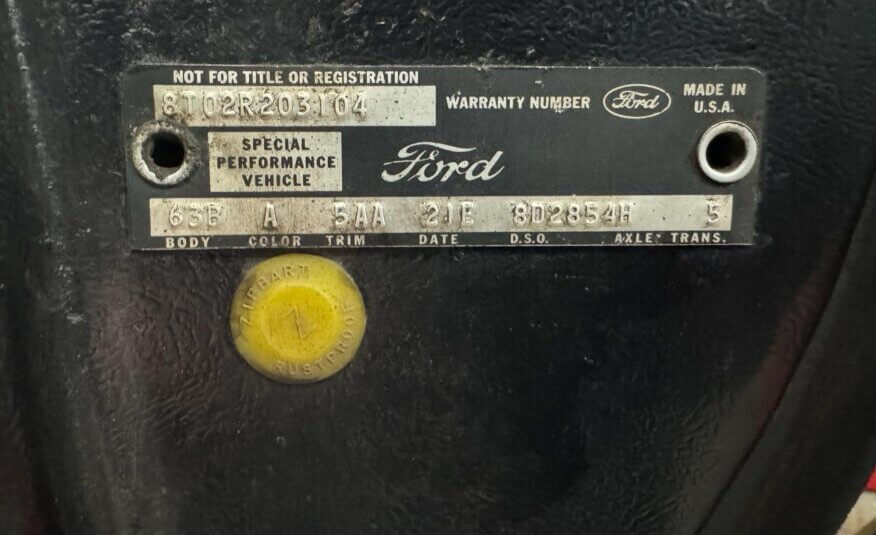 NOT FOR TITLE OR REGISTRATION
8T02R203104 WARRANTY NUMBER Ford MADE IN U.S.A.
SPECIAL
PERFORMANCE
VEHICLE
Ford
63B A 5AA 21E 8D2854H 5
BODY COLOR TRIM DATE D.S.O. AXLE TRANS.
ZIEBART
RUSTPROOF